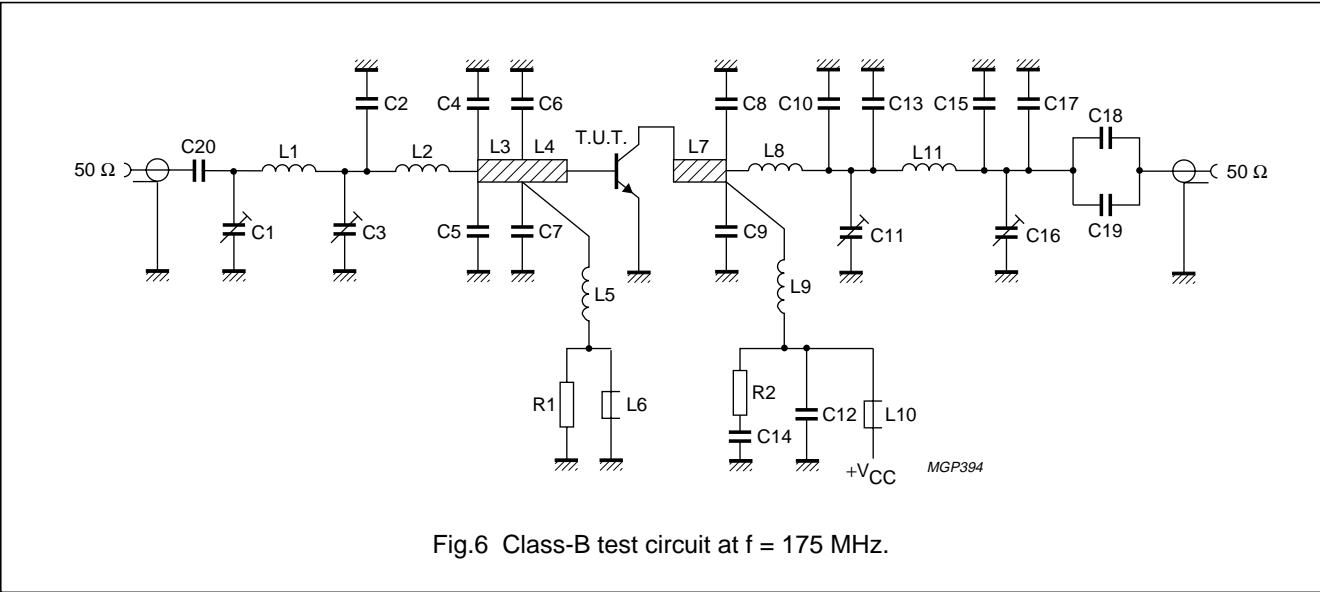 C2
C4
C6
C8
C10
C13
C15
C17
C18
50 Ω
C20
L1
L2
L3
L4
T.U.T.
L7
L8
L11
50 Ω
C1
C3
C5
C7
C9
C11
C16
C19
L5
L9
R1
L6
R2
C14
C12
L10
+VCC
MGP394
Fig.6 Class-B test circuit at f = 175 MHz.